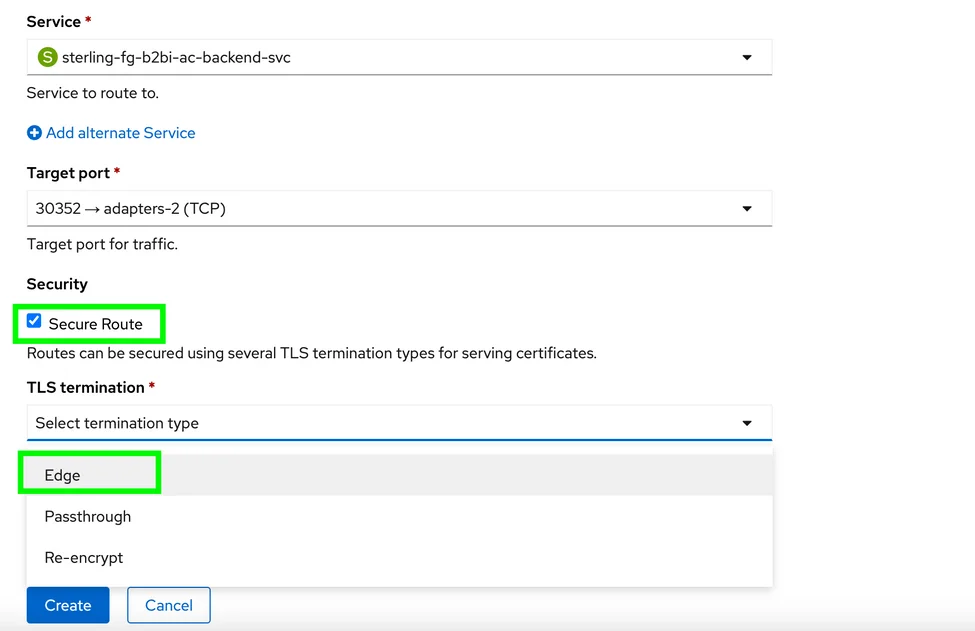 Service *
S sterling-fg-b2bi-ac-backend-svc
Service to route to.
Add alternate Service
Target port *
30352 → adapters-2 (TCP)
Target port for traffic.
Security
Secure Route
Routes can be secured using several TLS termination types for serving certificates.
TLS termination *
Select termination type
Edge
Passthrough
Re-encrypt
Create Cancel